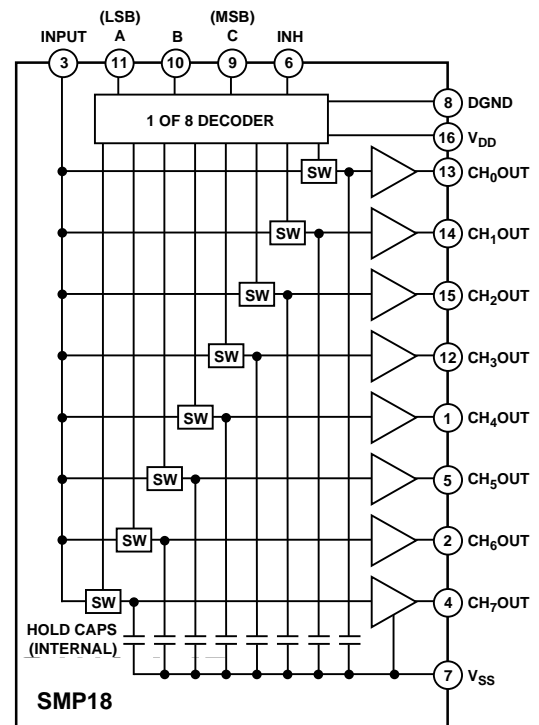 (LSB) (MSB)
INPUT A B C INH
3 11 10 9 6
8 DGND
1 OF 8 DECODER
16 VDD
SW 13 CH0OUT
SW 14 CH1OUT
SW 15 CH2OUT
SW 12 CH3OUT
SW 1 CH4OUT
SW 5 CH5OUT
SW 2 CH6OUT
SW 4 CH7OUT
HOLD CAPS
(INTERNAL)
7 VSS
SMP18